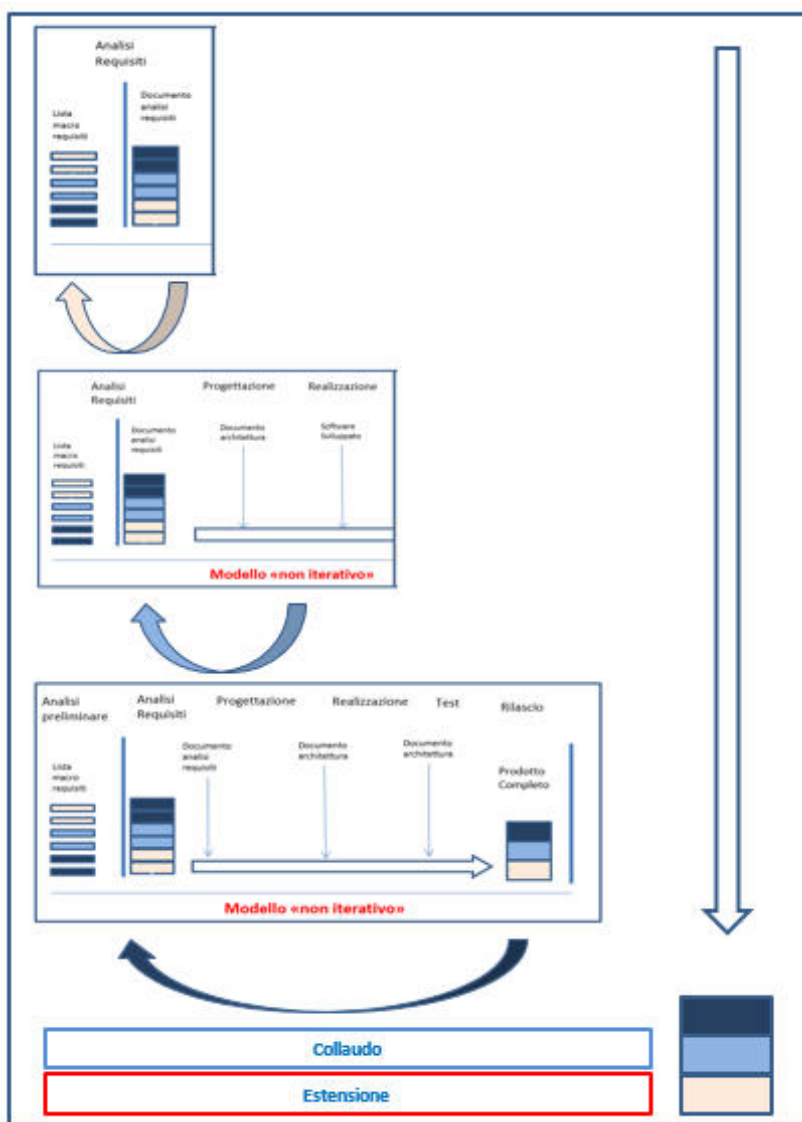 Analisi
Requisiti
Documento
analisi
requisiti
Lista
macro
requisiti
Analisi
Requisiti
Progettazione
Realizzazione
Documento
analisi
requisiti
Documento
architettura
Software
Sviluppato
Lista
macro
requisiti
Modello «non iterativo»
Analisi
preliminare
Analisi
Requisiti
Progettazione
Realizzazione
Test
Rilascio
Lista
macro
requisiti
Documento
analisi
requisiti
Documento
architettura
Documento
architettura
Prodotto
Completo
Modello «non iterativo»
Collaudo
Estensione